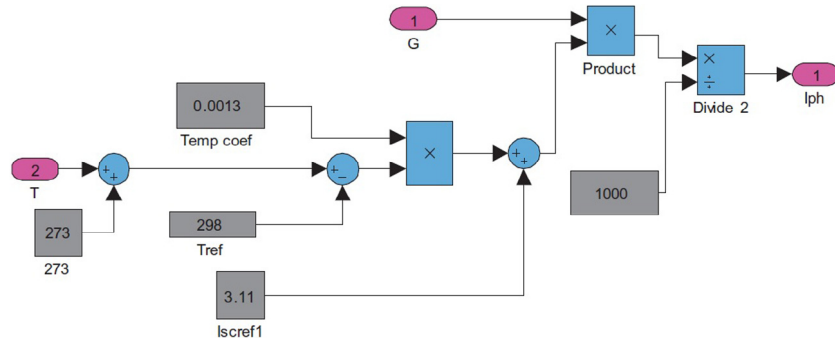 1
G
×
Product
×
÷
Divide 2
1
Iph
0.0013
Temp coef
×
2
T
+
+
+
−
+
+
1000
273
273
298
Tref
3.11
Iscref1